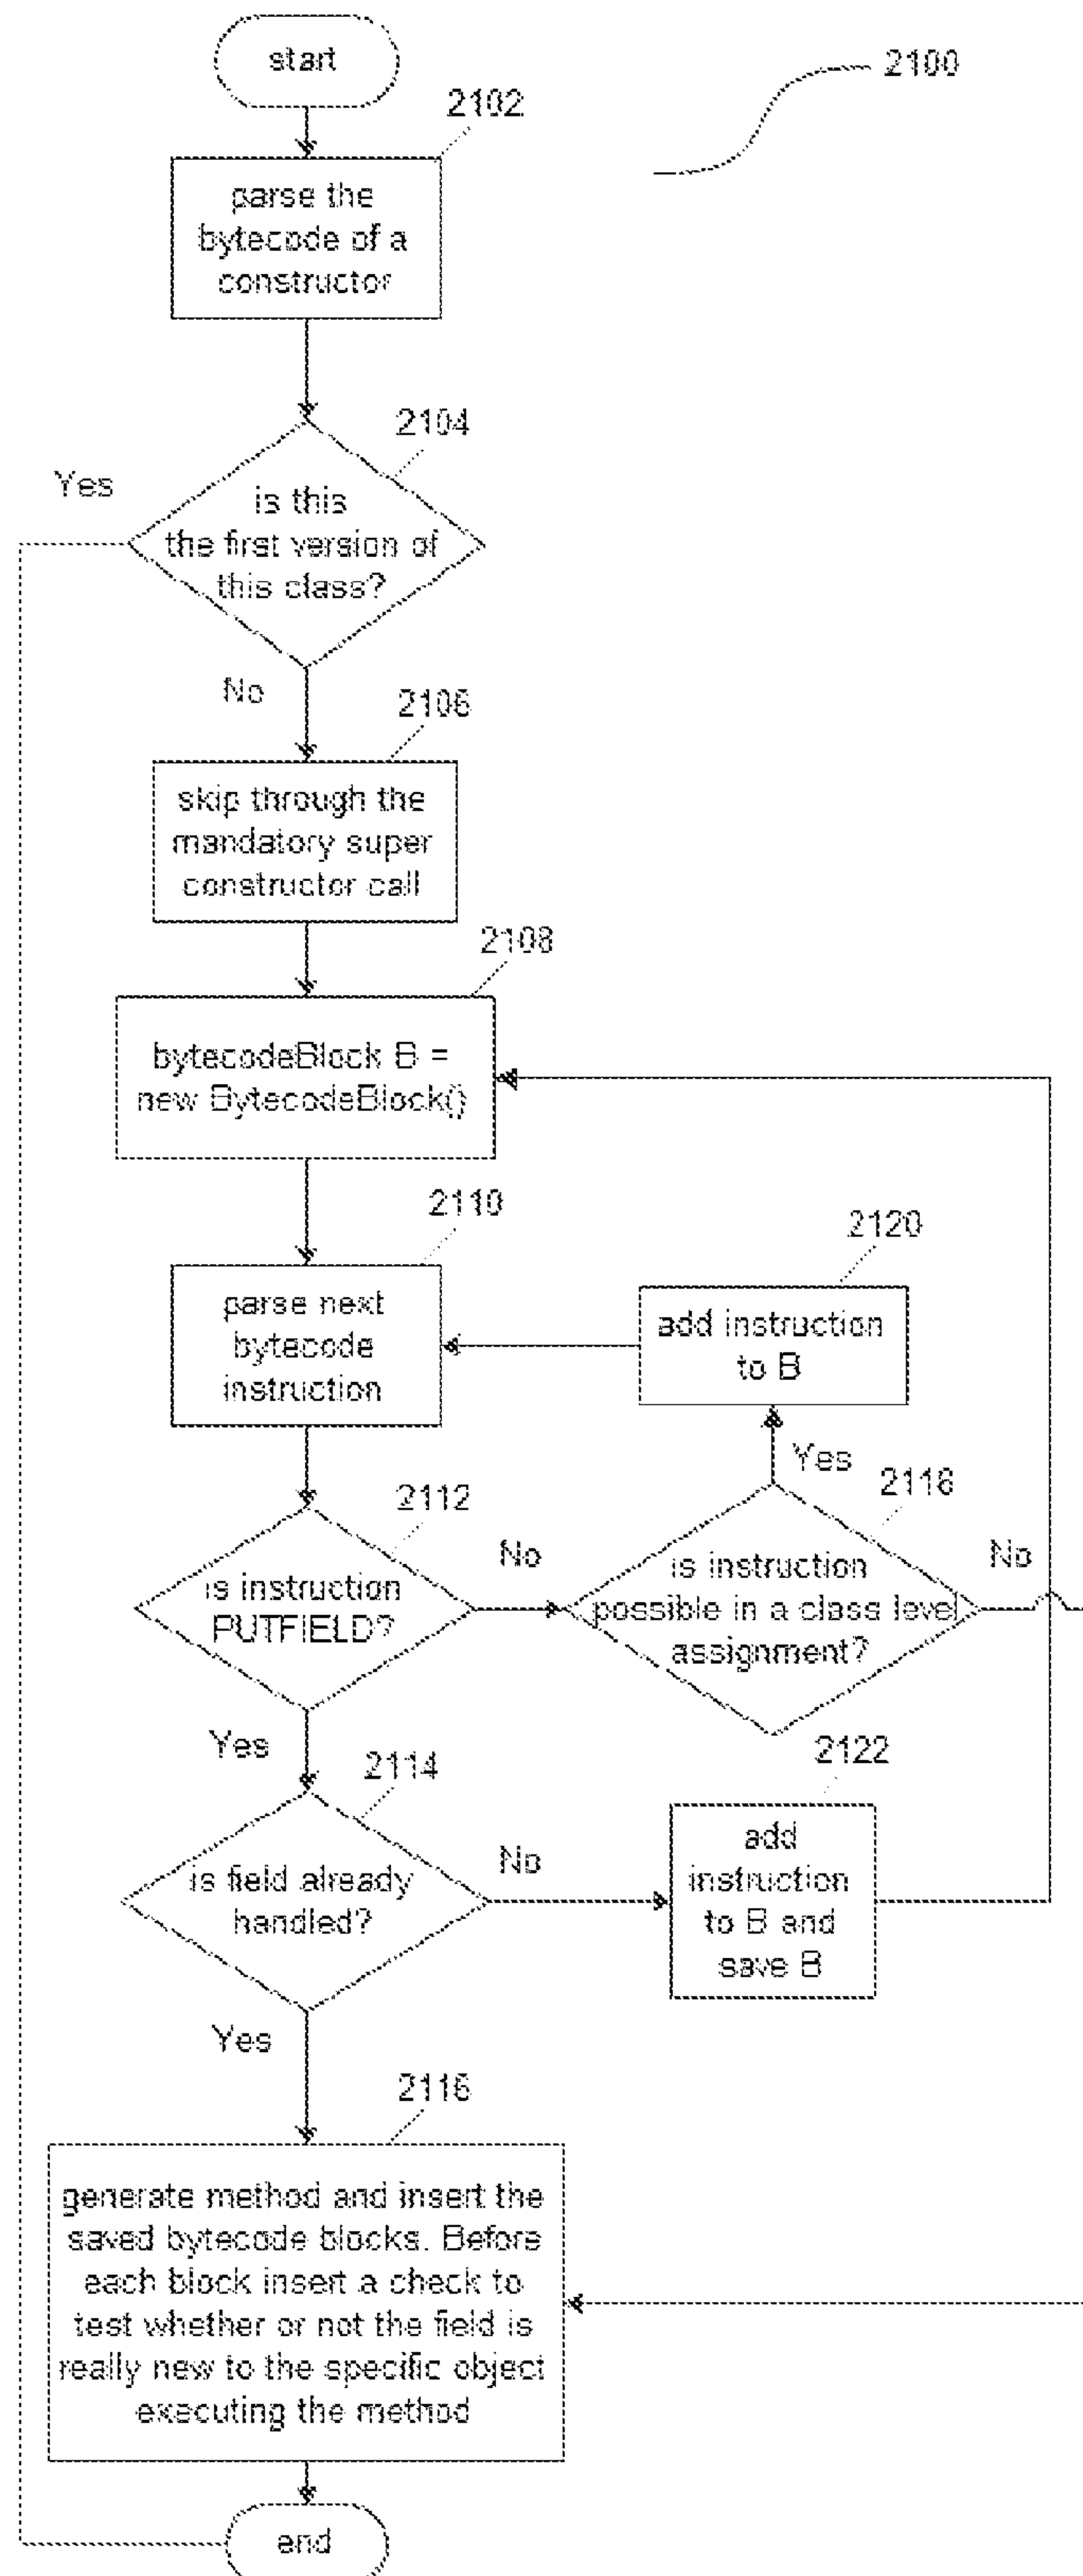 start
2100
2102
parse the
bytecode of a
constructor
2104
Yes
is this
the first version of
this class?
No
2106
skip through the
mandatory super
constructor call
2108
bytecodeBlock B =
new BytecodeBlock()
2110
parse next
bytecode
instruction
2120
add instruction
to B
Yes
2112
is instruction
PUTFIELD?
No
2118
is instruction
possible in a class level
assignment?
No
Yes
2114
is field already
handled?
No
2122
add
instruction
to B and
save B
Yes
2116
generate method and insert the
saved bytecode blocks. Before
each block insert a check to
test whether or not the field is
really new to the specific object
executing the method
end